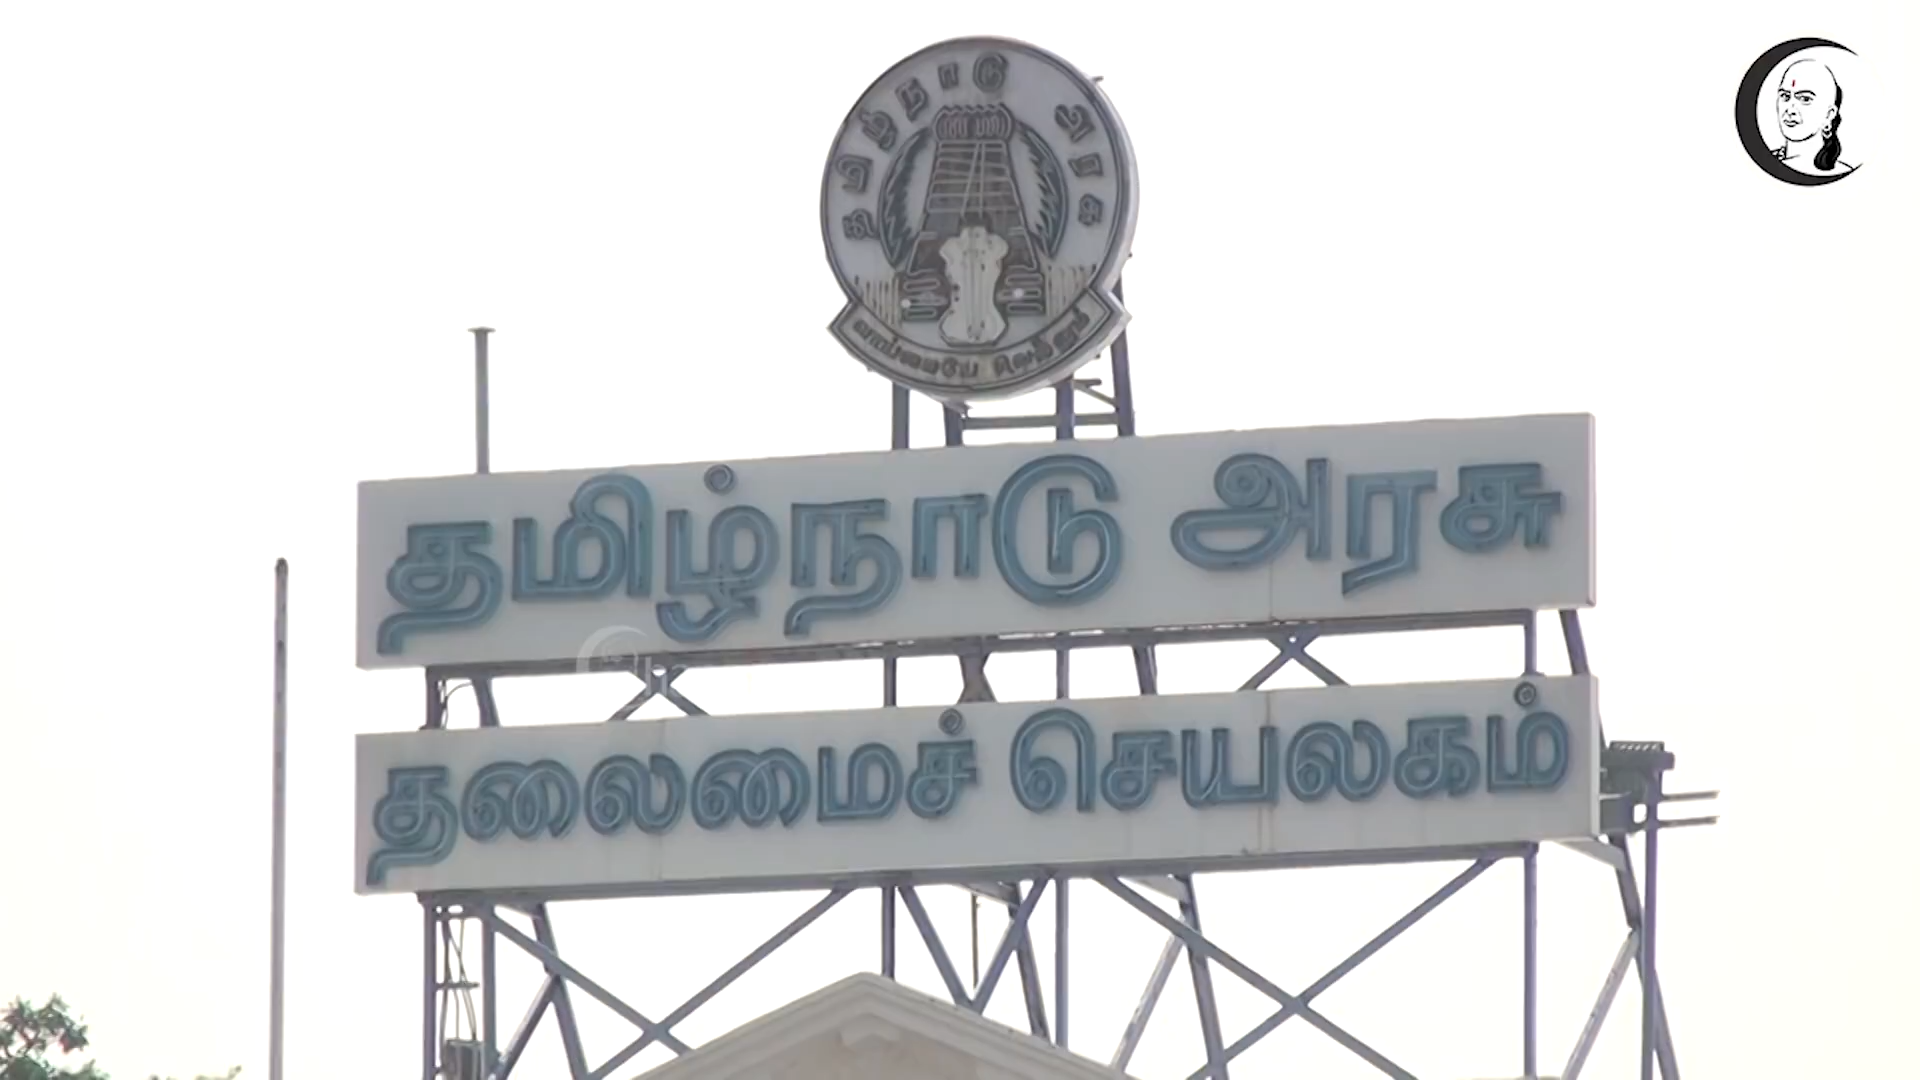 தமிழ்நாடு அரசு
வாய்மையே வெல்லும்
தமிழ்நாடு அரசு
தலைமைச் செயலகம்